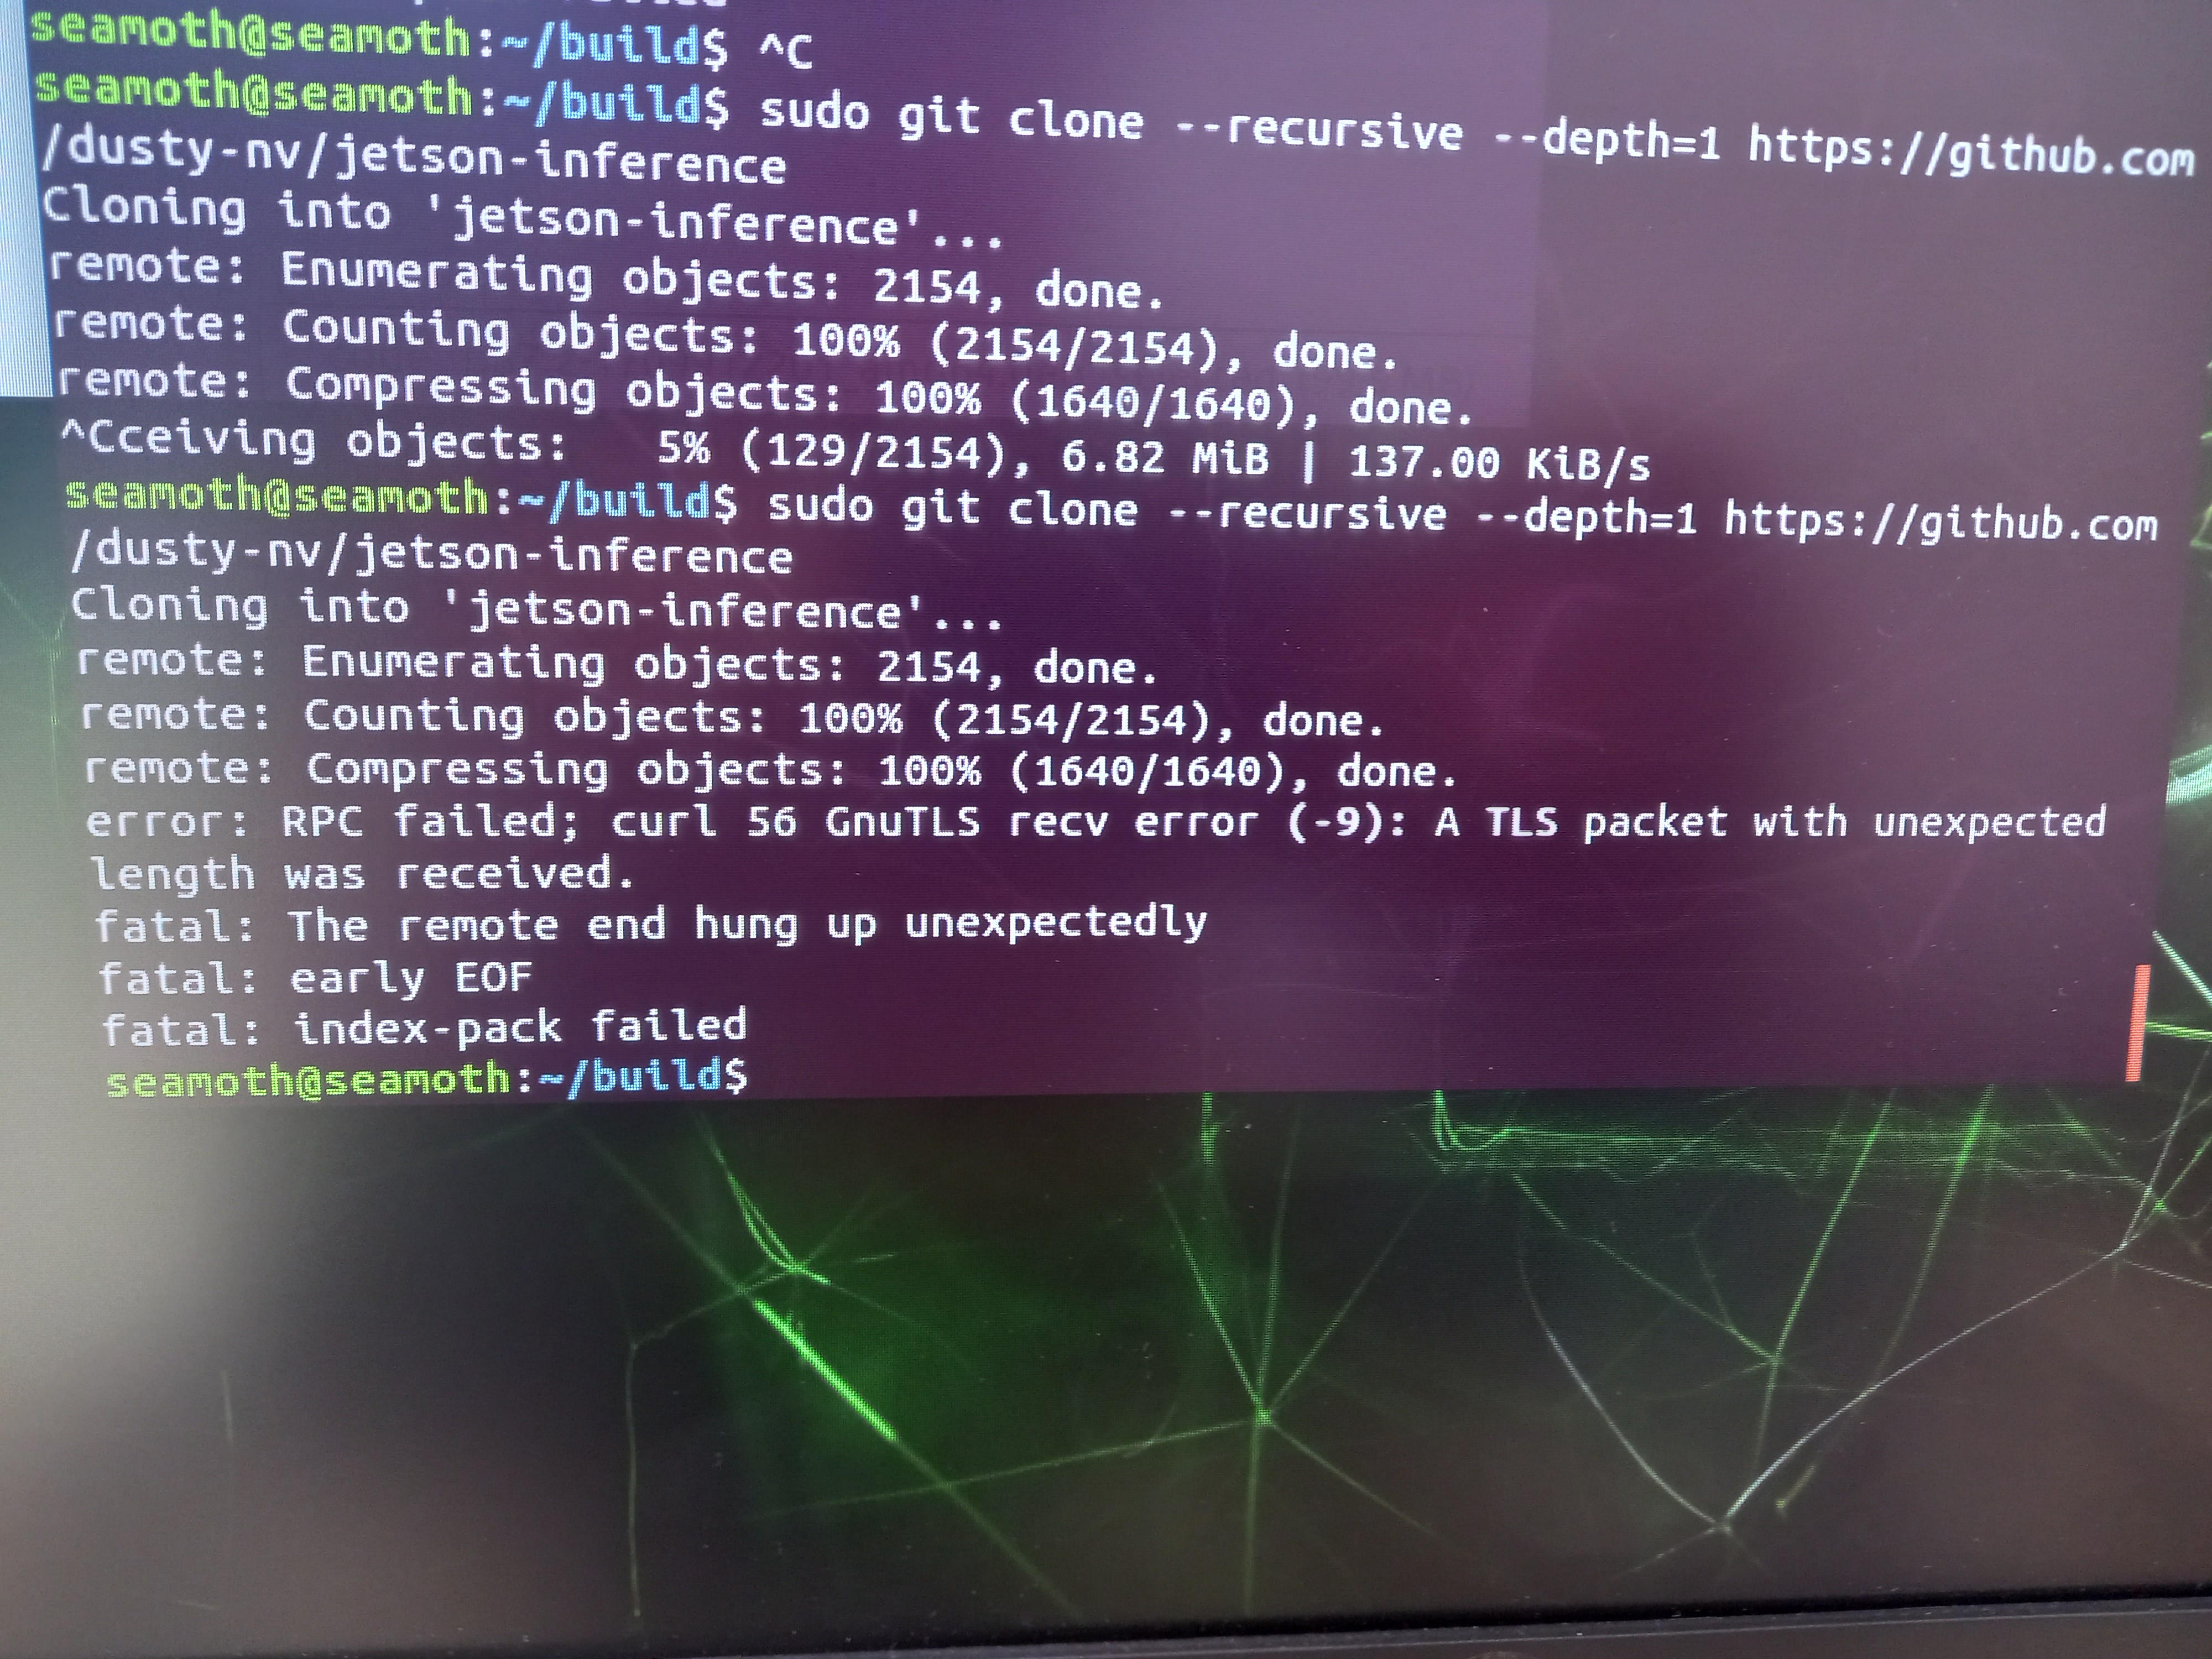 seamoth@seamoth:~/build$ ^C
seamoth@seamoth:~/build$ sudo git clone --recursive --depth=1 https://github.com
/dusty-nv/jetson-inference
Cloning into 'jetson-inference'...
remote: Enumerating objects: 2154, done.
remote: Counting objects: 100% (2154/2154), done.
remote: Compressing objects: 100% (1640/1640), done.
^Cceiving objects:   5% (129/2154), 6.82 MiB | 137.00 KiB/s
seamoth@seamoth:~/build$ sudo git clone --recursive --depth=1 https://github.com
/dusty-nv/jetson-inference
Cloning into 'jetson-inference'...
remote: Enumerating objects: 2154, done.
remote: Counting objects: 100% (2154/2154), done.
remote: Compressing objects: 100% (1640/1640), done.
error: RPC failed; curl 56 GnuTLS recv error (-9): A TLS packet with unexpected
length was received.
fatal: The remote end hung up unexpectedly
fatal: early EOF
fatal: index-pack failed
seamoth@seamoth:~/build$